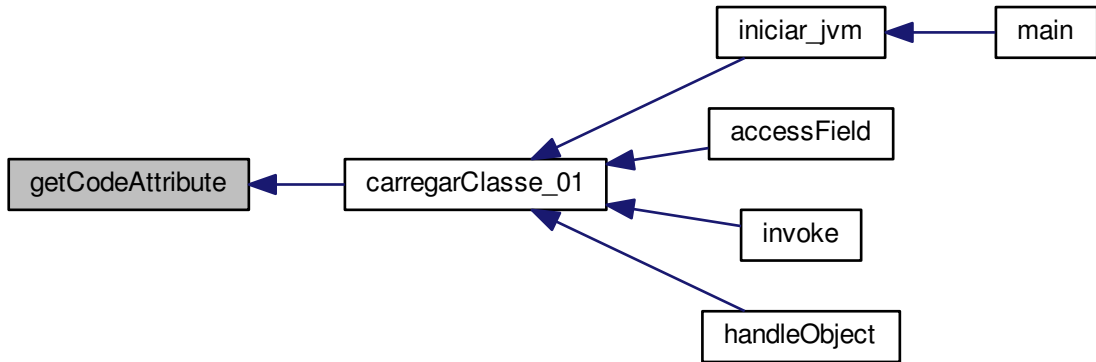 iniciar_jvm
main
accessField
getCodeAttribute
carregarClasse_01
invoke
handleObject